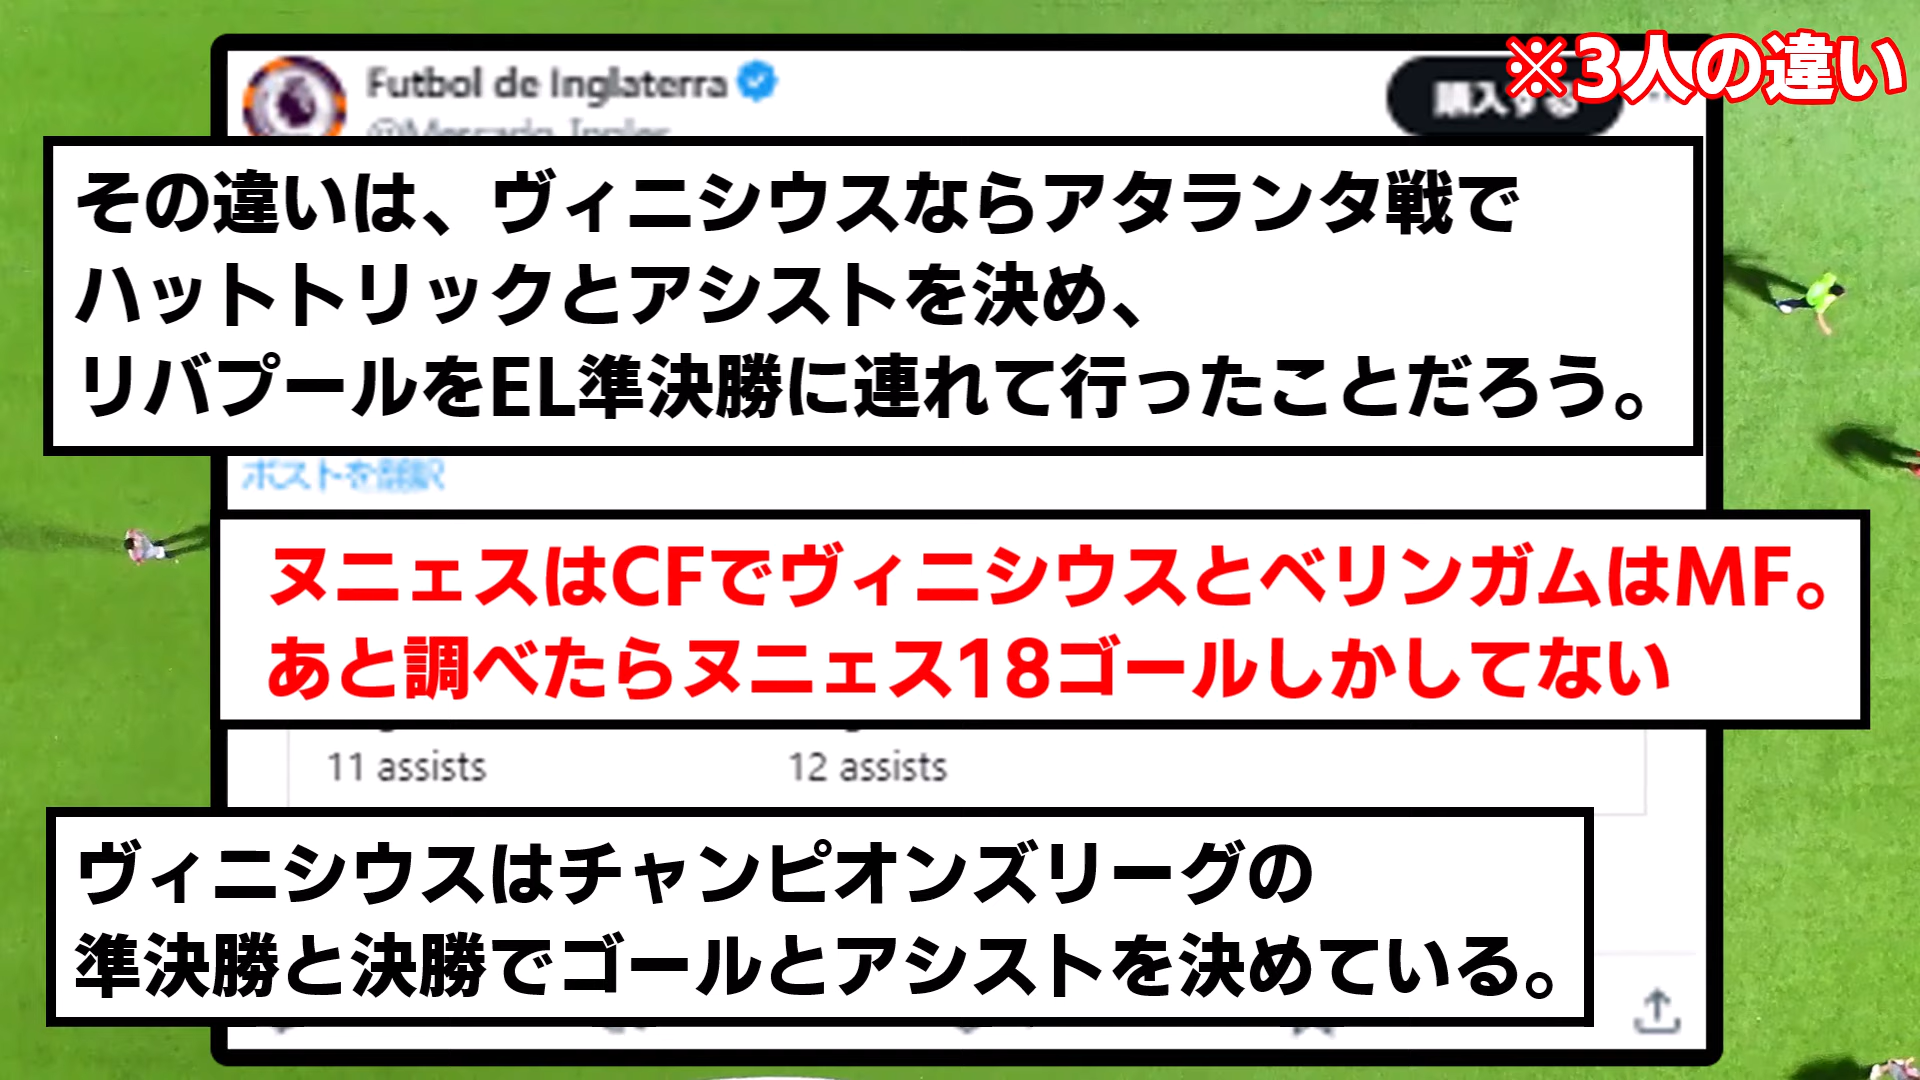 Futbol de Inglaterra
※3人の違い
その違いは、ヴィニシウスならアタランタ戦で
ハットトリックとアシストを決め、
リバプールをEL準決勝に連れて行ったことだろう。
ポストを翻訳
ヌニェスはCFでヴィニシウスとベリンガムはMF。
あと調べたらヌニェス18ゴールしかしてない
11 assists
12 assists
ヴィニシウスはチャンピオンズリーグの
準決勝と決勝でゴールとアシストを決めている。